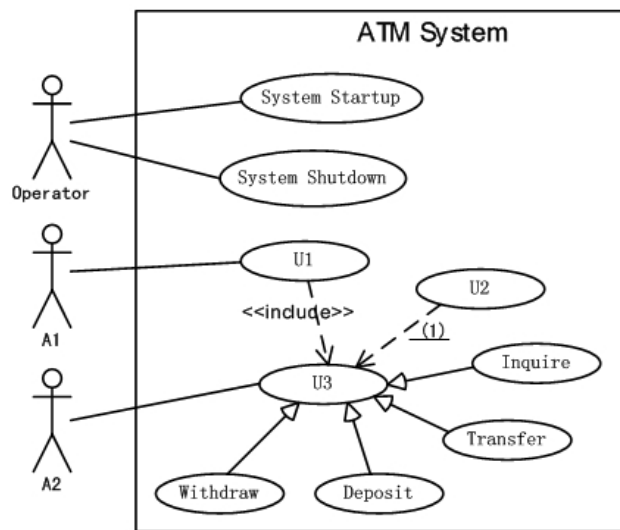 ATM System
System Startup
System Shutdown
Operator
U1
U2
<<include>>
(1)
A1
Inquire
U3
Transfer
A2
Withdraw
Deposit